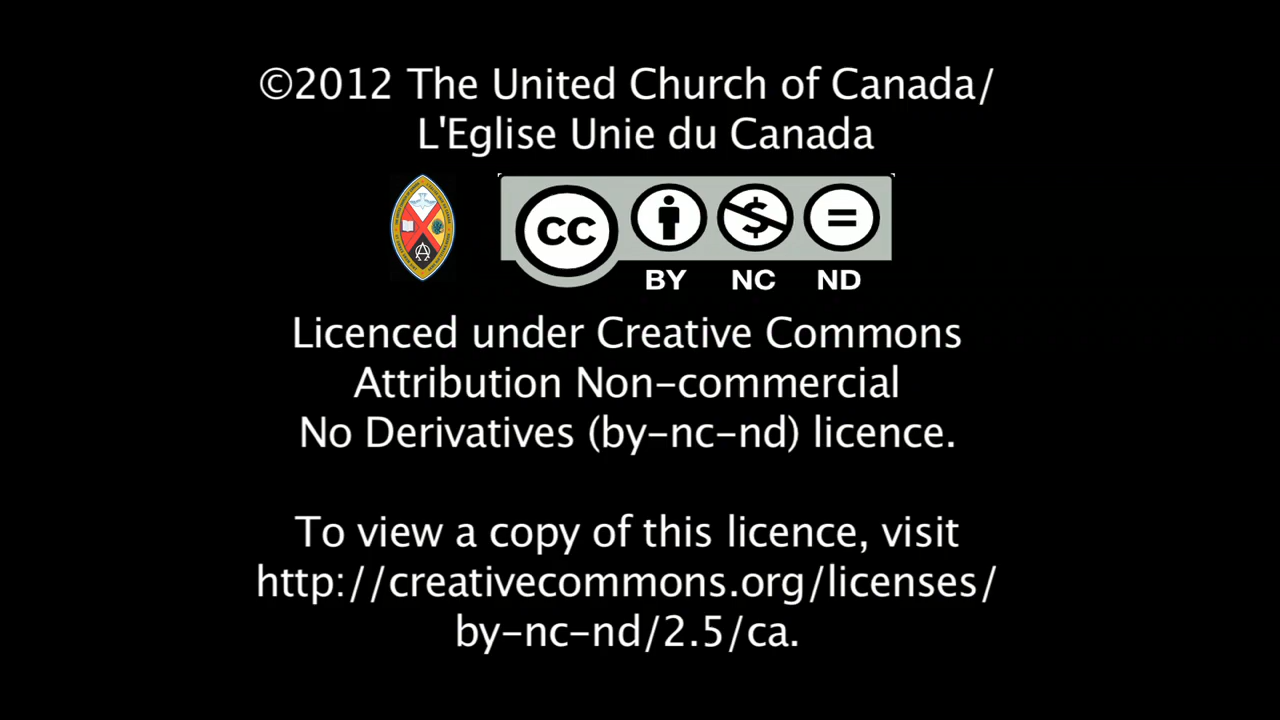 ©2012 The United Church of Canada/
L'Eglise Unie du Canada
CC
BY NC ND
Licenced under Creative Commons
Attribution Non-commercial
No Derivatives (by-nc-nd) licence.
To view a copy of this licence, visit
http://creativecommons.org/licenses/
by-nc-nd/2.5/ca.